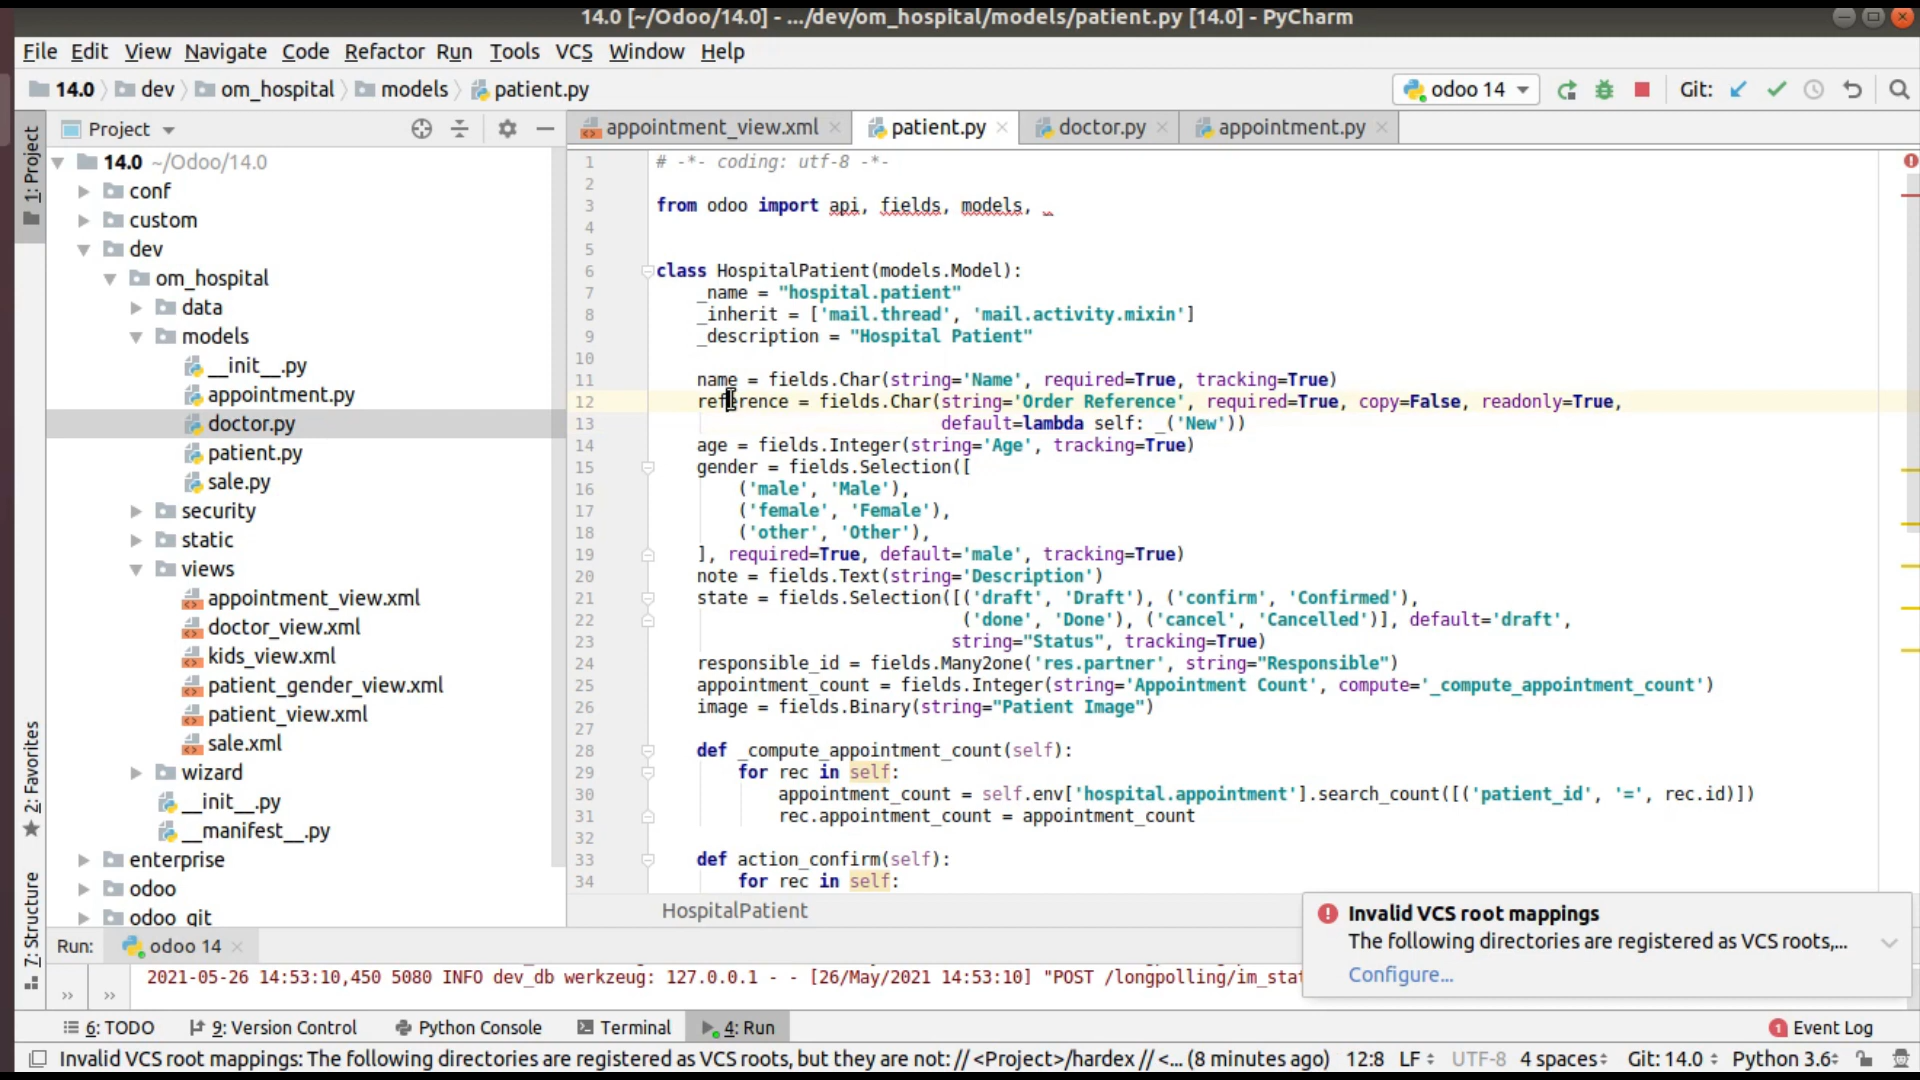 14.0 [~/Odoo/14.0] - .../dev/om_hospital/models/patient.py [14.0] - PyCharm
File Edit View Navigate Code Refactor Run Tools VCS Window Help
14.0 dev om_hospital models patient.py odoo 14 Git:
Project
appointment_view.xml patient.py doctor.py appointment.py
1: Project
2: Favorites
7: Structure
14.0 ~/Odoo/14.0
conf
custom
dev
om_hospital
data
models
__init__.py
appointment.py
doctor.py
patient.py
sale.py
security
static
views
appointment_view.xml
doctor_view.xml
kids_view.xml
patient_gender_view.xml
patient_view.xml
sale.xml
wizard
__init__.py
__manifest__.py
enterprise
odoo
odoo_git
1 # -*- coding: utf-8 -*-
2
3 from odoo import api, fields, models, _
4
5
6 class HospitalPatient(models.Model):
7 _name = "hospital.patient"
8 _inherit = ['mail.thread', 'mail.activity.mixin']
9 _description = "Hospital Patient"
10
11 name = fields.Char(string='Name', required=True, tracking=True)
12 reference = fields.Char(string='Order Reference', required=True, copy=False, readonly=True,
13 default=lambda self: _('New'))
14 age = fields.Integer(string='Age', tracking=True)
15 gender = fields.Selection([
16 ('male', 'Male'),
17 ('female', 'Female'),
18 ('other', 'Other'),
19 ], required=True, default='male', tracking=True)
20 note = fields.Text(string='Description')
21 state = fields.Selection([('draft', 'Draft'), ('confirm', 'Confirmed'),
22 ('done', 'Done'), ('cancel', 'Cancelled')], default='draft',
23 string="Status", tracking=True)
24 responsible_id = fields.Many2one('res.partner', string="Responsible")
25 appointment_count = fields.Integer(string='Appointment Count', compute='_compute_appointment_count')
26 image = fields.Binary(string="Patient Image")
27
28 def _compute_appointment_count(self):
29 for rec in self:
30 appointment_count = self.env['hospital.appointment'].search_count([('patient_id', '=', rec.id)])
31 rec.appointment_count = appointment_count
32
33 def action_confirm(self):
34 for rec in self:
HospitalPatient
Invalid VCS root mappings
The following directories are registered as VCS roots,...
Configure...
Run: odoo 14
2021-05-26 14:53:10,450 5080 INFO dev_db werkzeug: 127.0.0.1 - - [26/May/2021 14:53:10] "POST /longpolling/im_stat
6: TODO 9: Version Control Python Console Terminal 4: Run 1 Event Log
Invalid VCS root mappings: The following directories are registered as VCS roots, but they are not: // <Project>/hardex // <... (8 minutes ago) 12:8 LF UTF-8 4 spaces Git: 14.0 Python 3.6